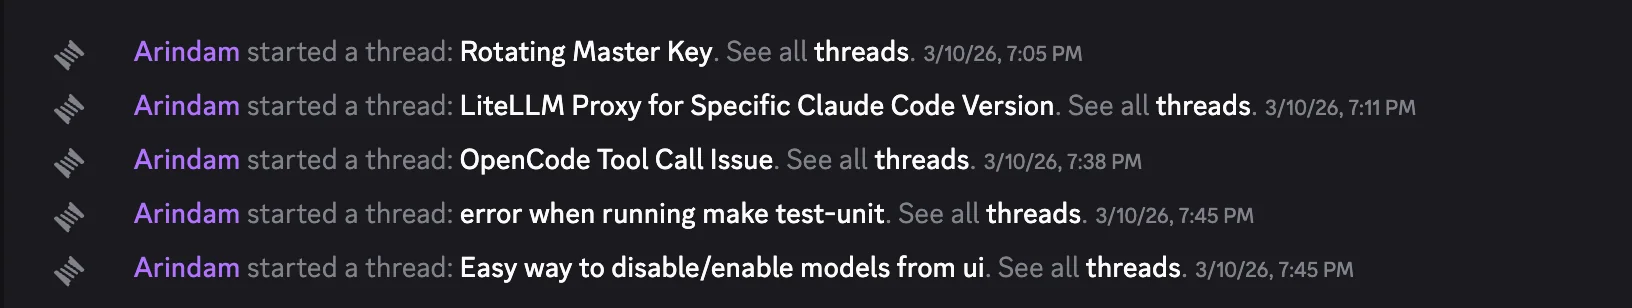 Arindam started a thread: Rotating Master Key. See all threads. 3/10/26, 7:05 PM
Arindam started a thread: LiteLLM Proxy for Specific Claude Code Version. See all threads. 3/10/26, 7:11 PM
Arindam started a thread: OpenCode Tool Call Issue. See all threads. 3/10/26, 7:38 PM
Arindam started a thread: error when running make test-unit. See all threads. 3/10/26, 7:45 PM
Arindam started a thread: Easy way to disable/enable models from ui. See all threads. 3/10/26, 7:45 PM